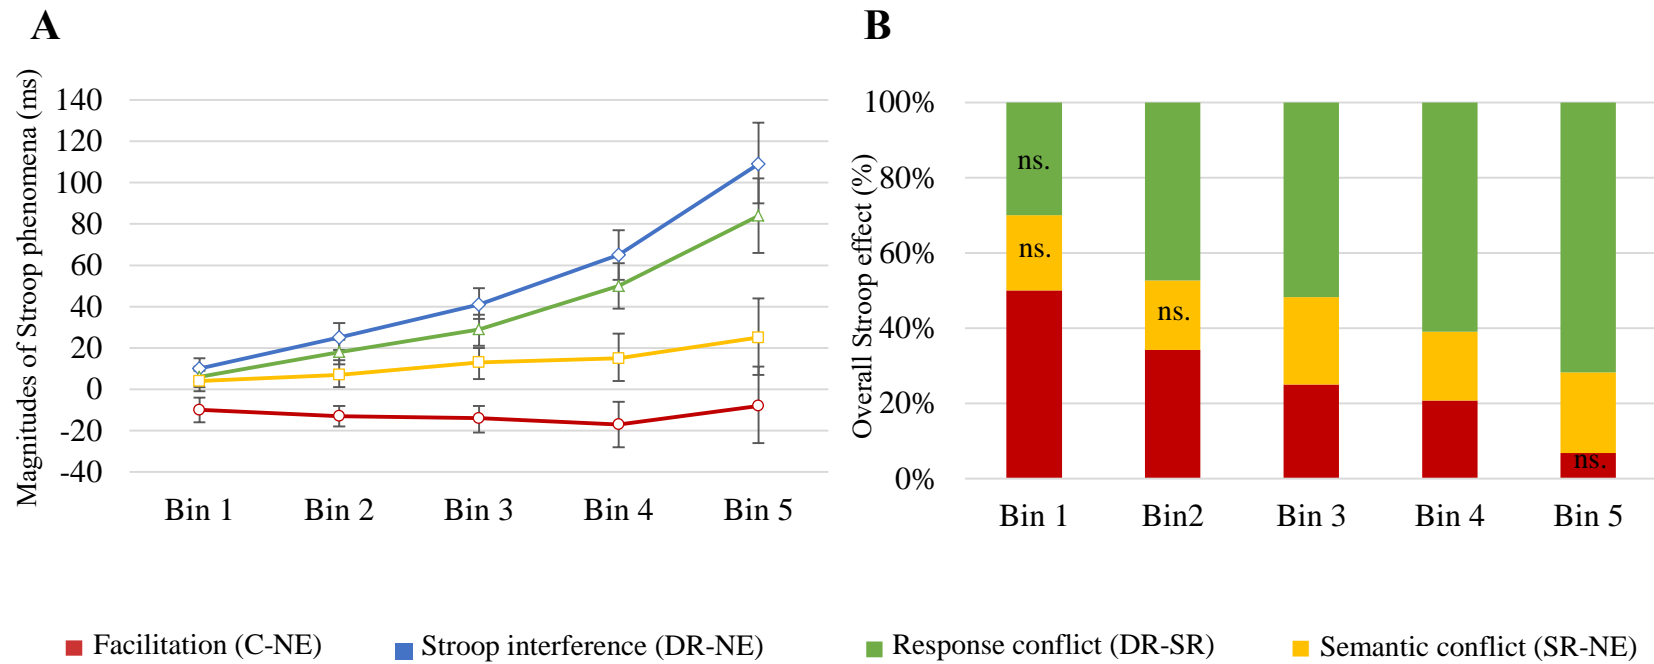 A
B
Magnitudes of Stroop phenomena (ms)
140
120
100
80
60
40
20
0
-20
-40
Bin 1 Bin 2 Bin 3 Bin 4 Bin 5
Overall Stroop effect (%)
100%
80%
60%
40%
20%
0%
ns.
ns.
ns.
ns.
Bin 1 Bin2 Bin 3 Bin 4 Bin 5
Facilitation (C-NE) Stroop interference (DR-NE) Response conflict (DR-SR) Semantic conflict (SR-NE)